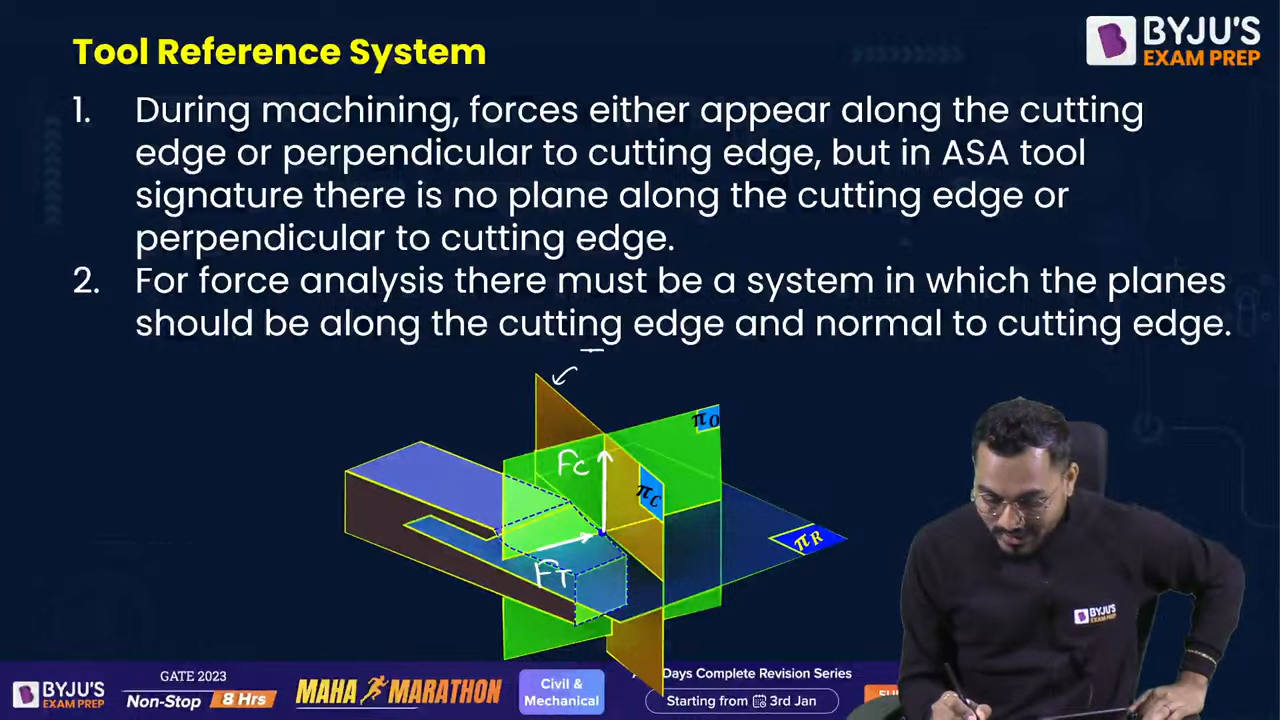 Tool Reference System
BYJU'S
EXAM PREP
1. During machining, forces either appear along the cutting
edge or perpendicular to cutting edge, but in ASA tool
signature there is no plane along the cutting edge or
perpendicular to cutting edge.
2. For force analysis there must be a system in which the planes
should be along the cutting edge and normal to cutting edge.
πO
Fc
πC
πR
FT
BYJU'S
EXAM PREP
BYJU'S
EXAM PREP
GATE 2023
Non-Stop 8 Hrs
MAHA MARATHON
Civil &
Mechanical
Days Complete Revision Series
Starting from 3rd Jan